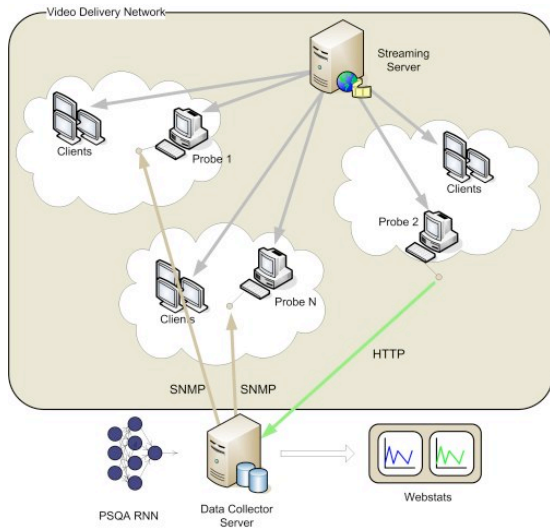 Video Delivery Network
Streaming
Server
Clients
Probe 1
Clients
Probe 2
Clients
Probe N
HTTP
SNMP
SNMP
PSQA RNN
Data Collector
Server
Webstats